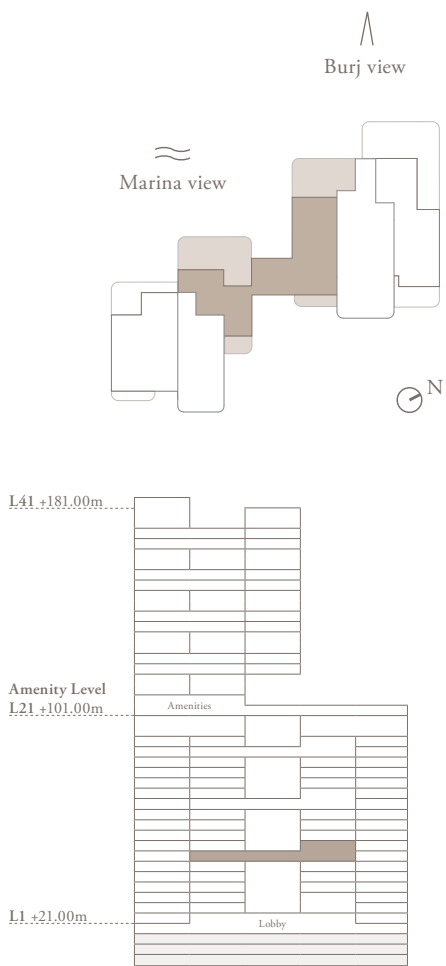 Burj view
Marina view
N
L41 +181.00m
Amenity Level
L21 +101.00m
Amenities
L1 +21.00m
Lobby